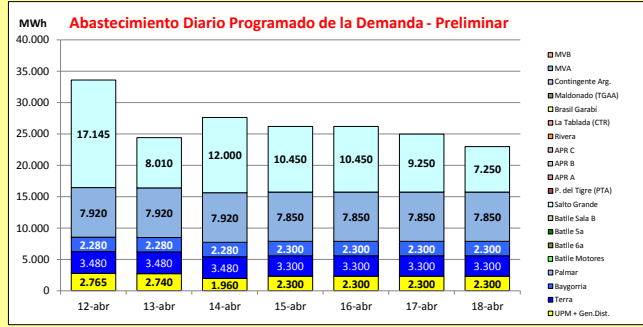 MWh
Abastecimiento Diario Programado de la Demanda - Preliminar
40.000
35.000
30.000
25.000
20.000
15.000
10.000
5.000
0
17.145 8.010 12.000 10.450 10.450 9.250 7.250
7.920 7.920 7.920 7.850 7.850 7.850 7.850
2.280 2.280 2.280 2.300 2.300 2.300 2.300
3.480 3.480 3.480 3.300 3.300 3.300 3.300
2.765 2.740 1.960 2.300 2.300 2.300 2.300
12-abr 13-abr 14-abr 15-abr 16-abr 17-abr 18-abr
MVB
MVA
Contingente Arg.
Maldonado (TGAA)
Brasil Garabí
La Tablada (CTR)
Rivera
APR C
APR B
APR A
P. del Tigre (PTA)
Salto Grande
Batlle Sala B
Batlle 5a
Batlle 6a
Batlle Motores
Palmar
Baygorria
Terra
UPM + Gen.Dist.